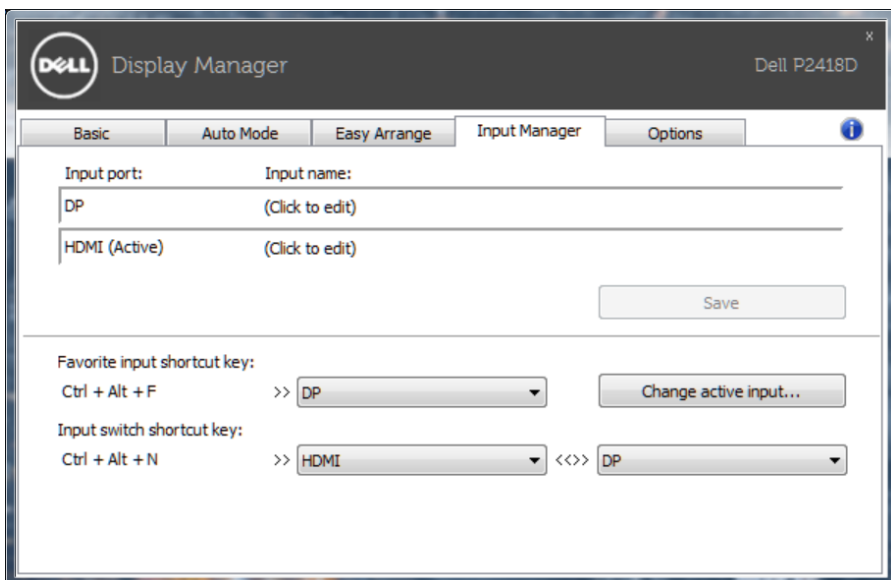 DELL Display Manager
x
Dell P2418D
Basic Auto Mode Easy Arrange Input Manager Options i
Input port: Input name:
DP (Click to edit)
HDMI (Active) (Click to edit)
Save
Favorite input shortcut key:
Ctrl + Alt + F >> DP Change active input...
Input switch shortcut key:
Ctrl + Alt + N >> HDMI <<>> DP